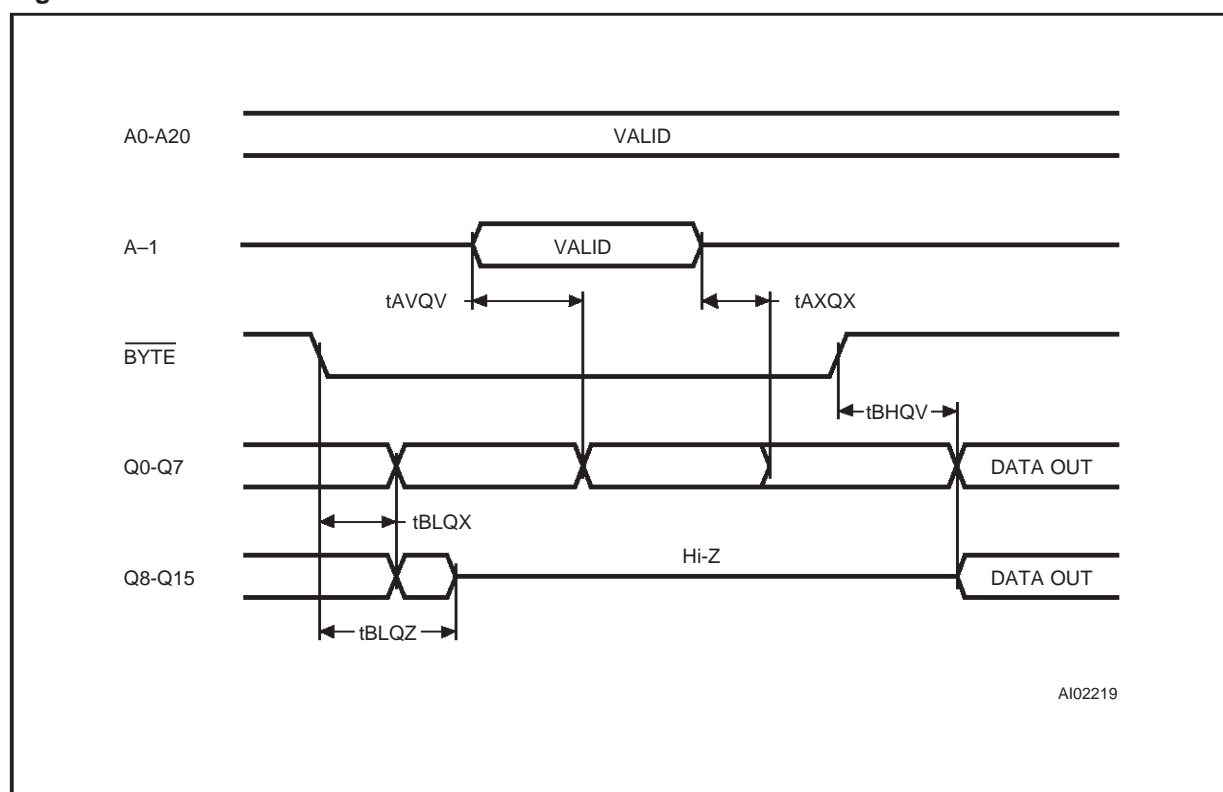 A0-A20 VALID
A–1 VALID
tAVQV tAXQX
BYTE
tBHQV
Q0-Q7 DATA OUT
tBLQX
Hi-Z
Q8-Q15 DATA OUT
tBLQZ
AI02219